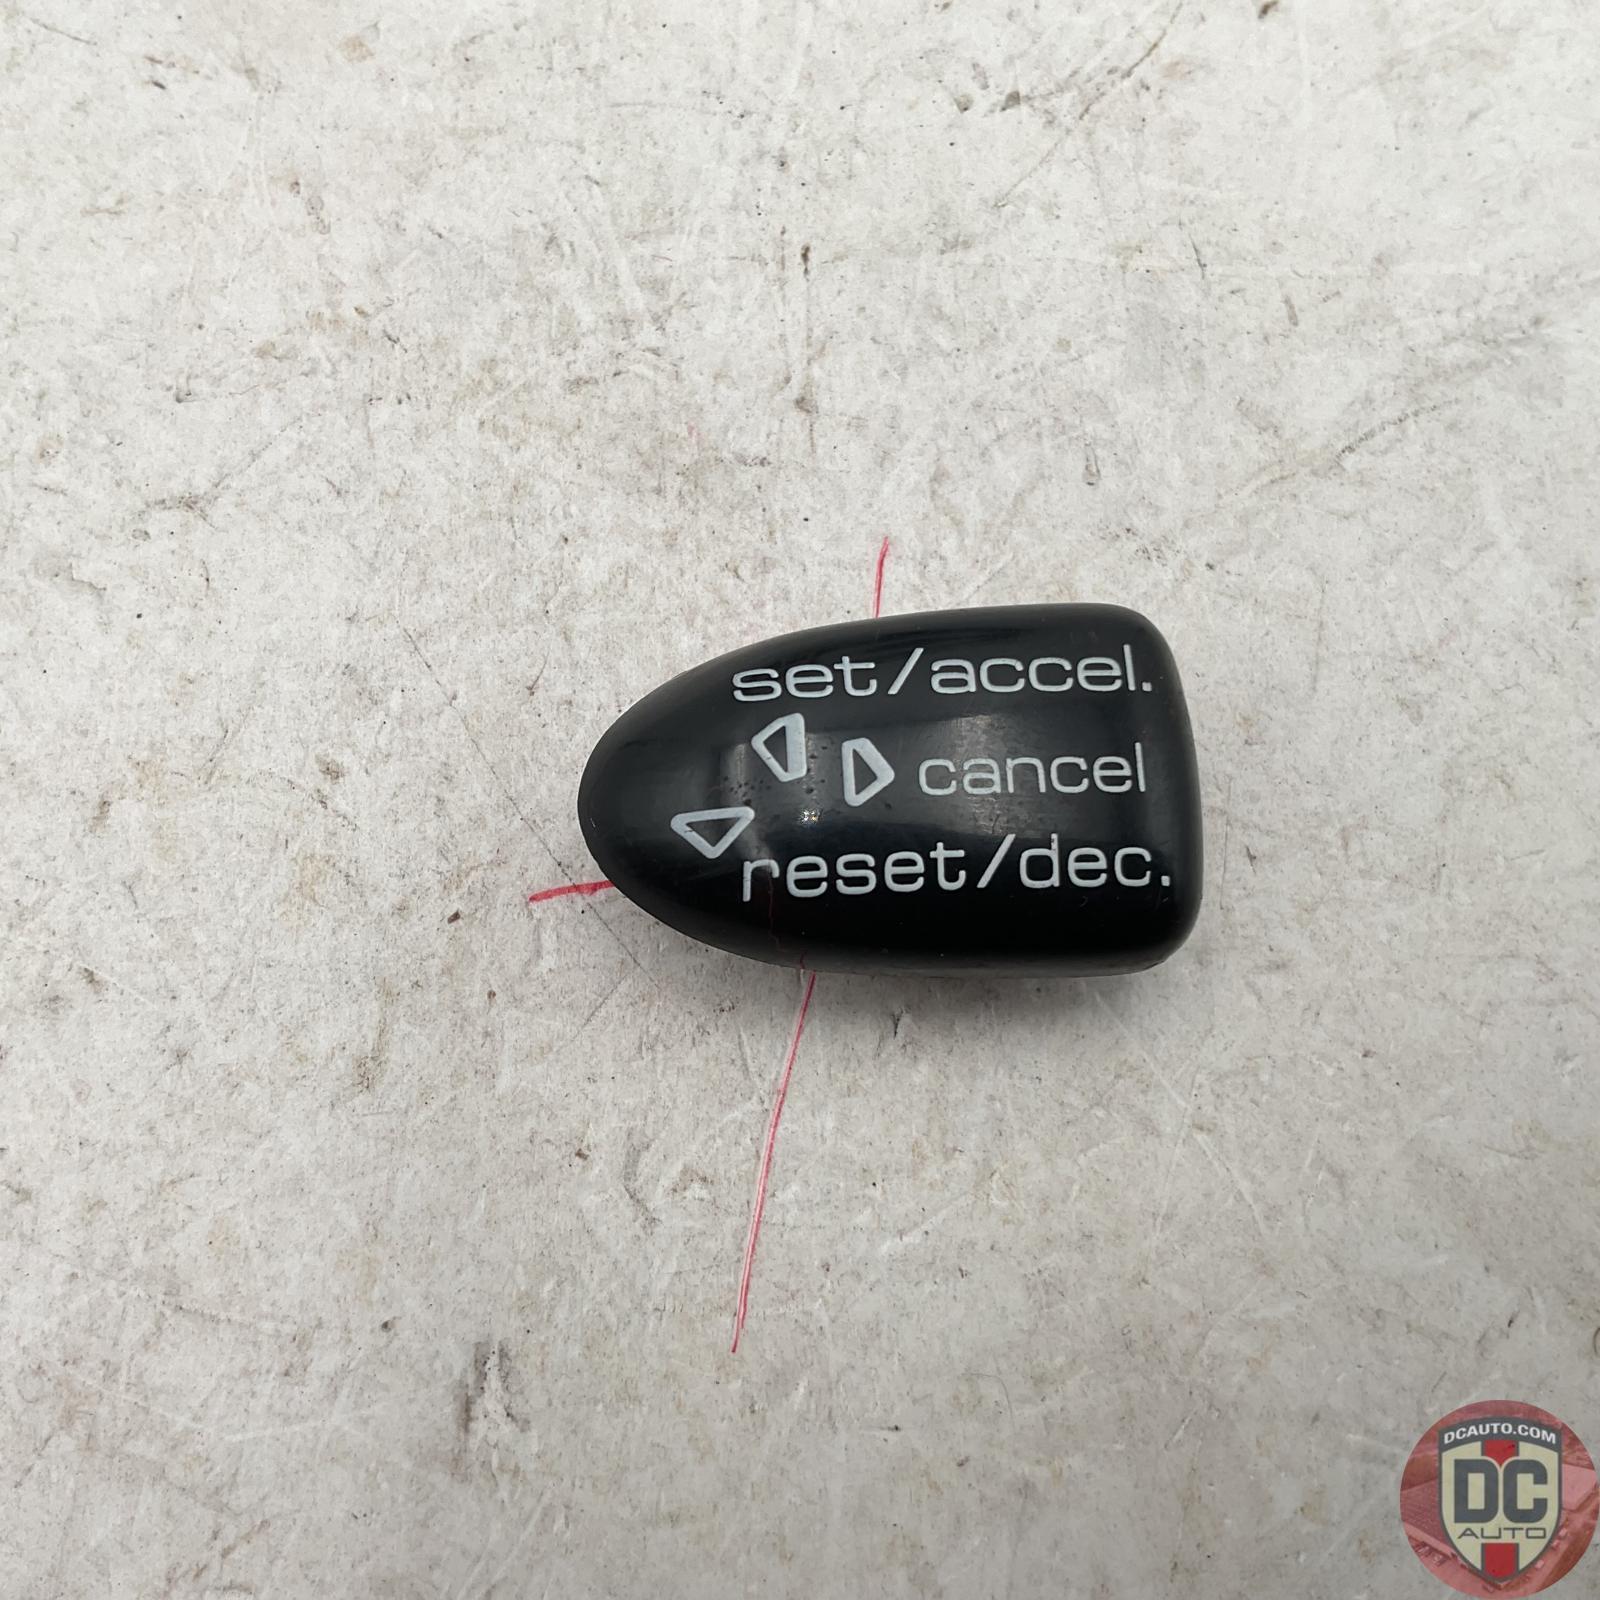 set/accel.
cancel
reset/dec.
DCAUTO.COM
DC
AUTO